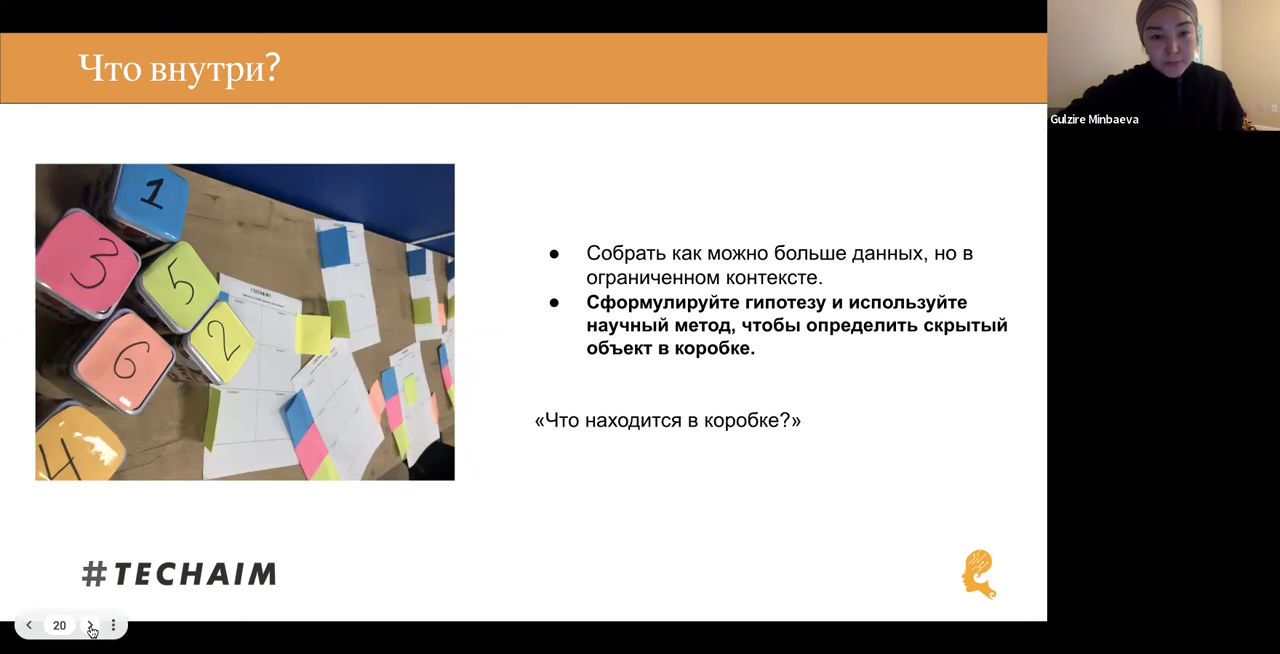 Что внутри?
Gulzire Minbaeva
1
3
5
2
6
4
[TECHAIM]
● Собрать как можно больше данных, но в
ограниченном контексте.
● Сформулируйте гипотезу и используйте
научный метод, чтобы определить скрытый
объект в коробке.
«Что находится в коробке?»
#TECHAIM
20